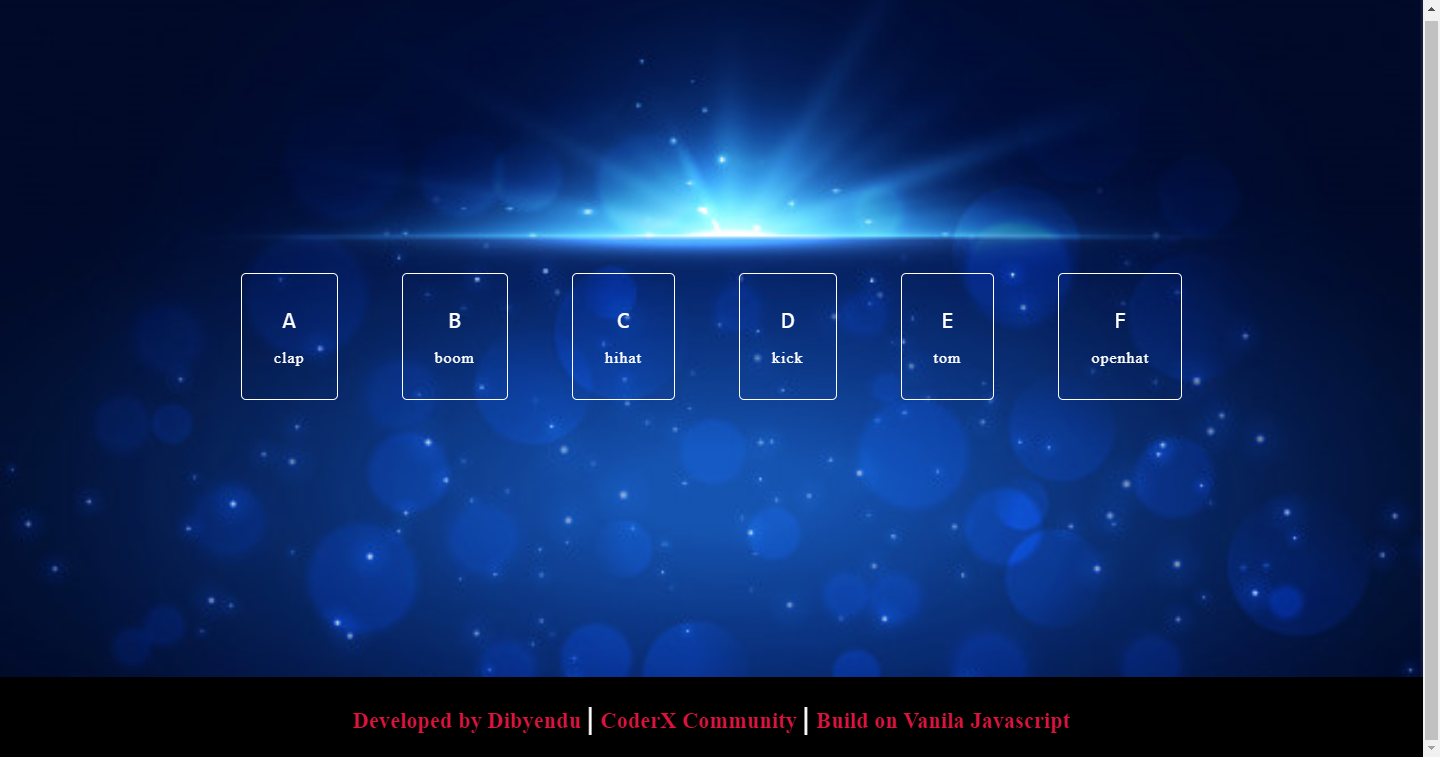 A B C D E F
clap boom hihat kick tom openhat
Developed by Dibyendu | CoderX Community | Build on Vanila Javascript